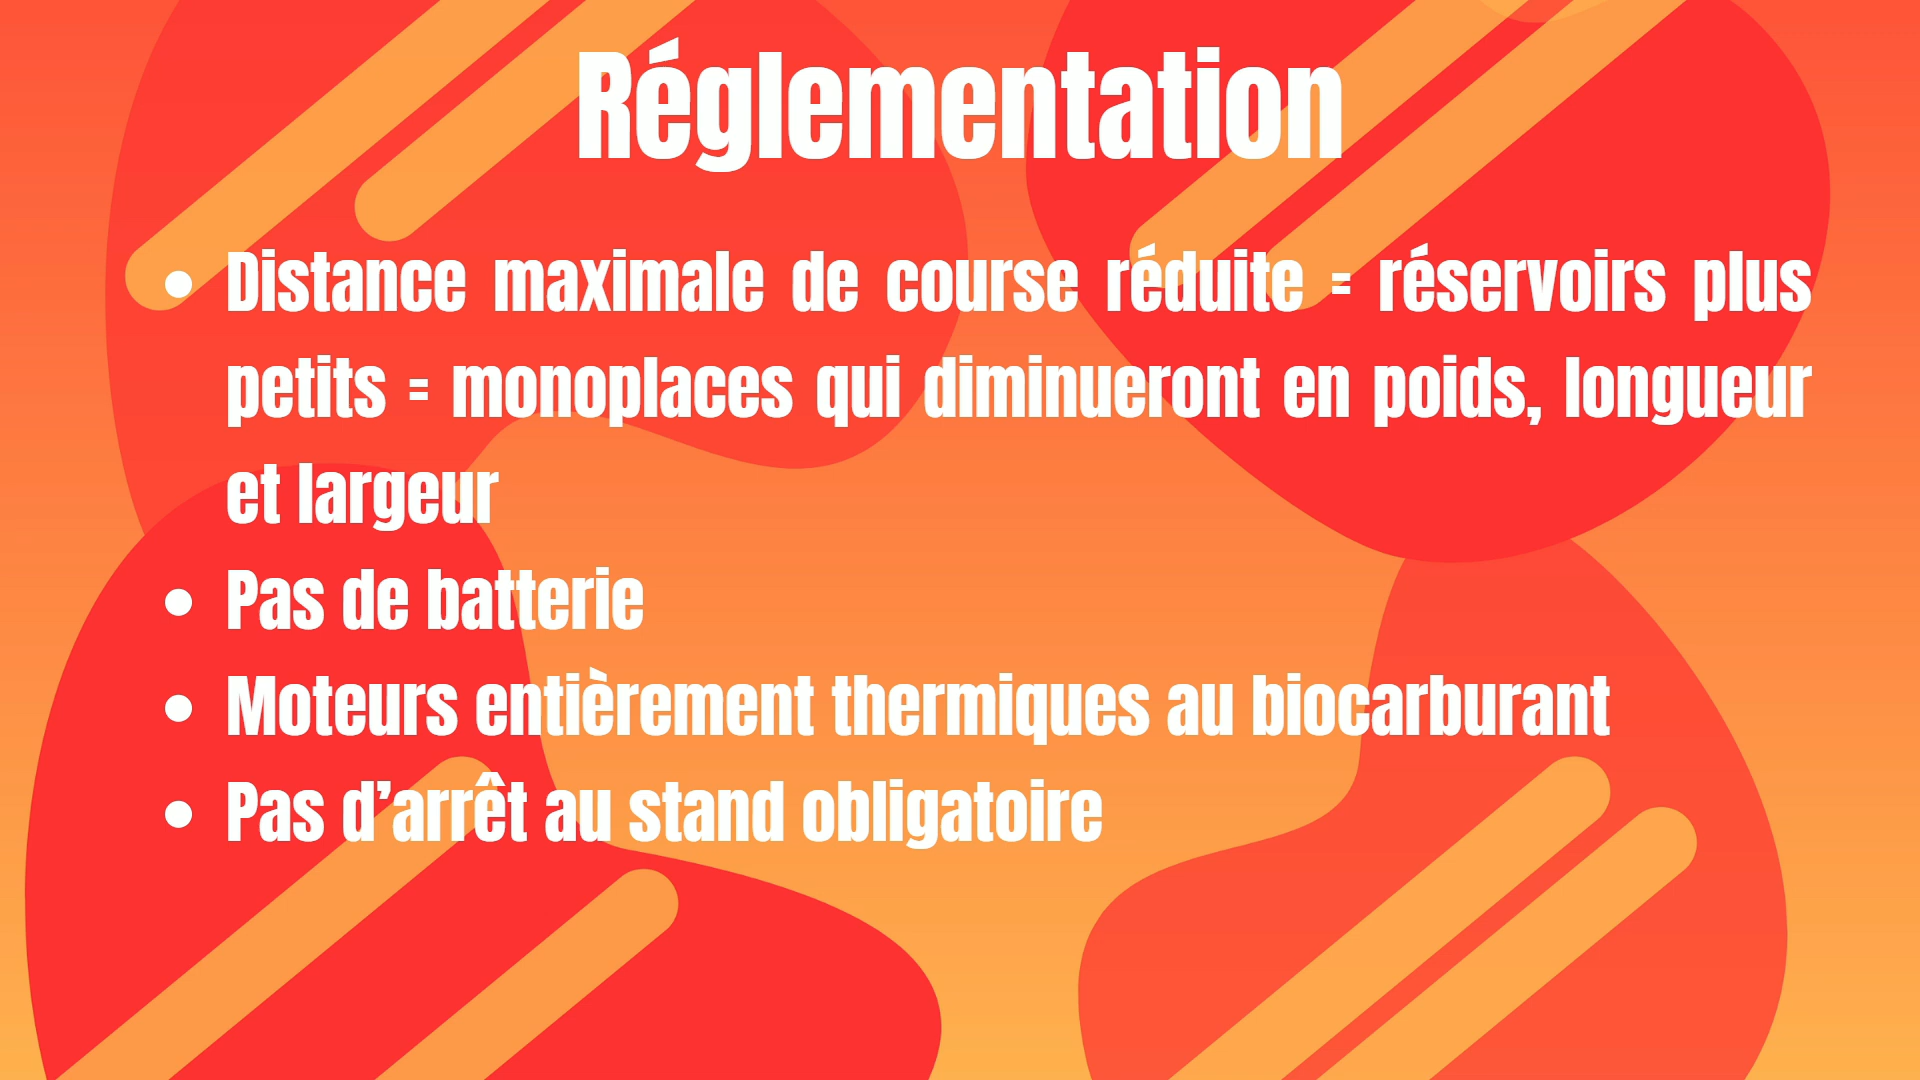 Réglementation
• Distance maximale de course réduite = réservoirs plus
petits = monoplaces qui diminueront en poids, longueur
et largeur
• Pas de batterie
• Moteurs entièrement thermiques au biocarburant
• Pas d’arrêt au stand obligatoire